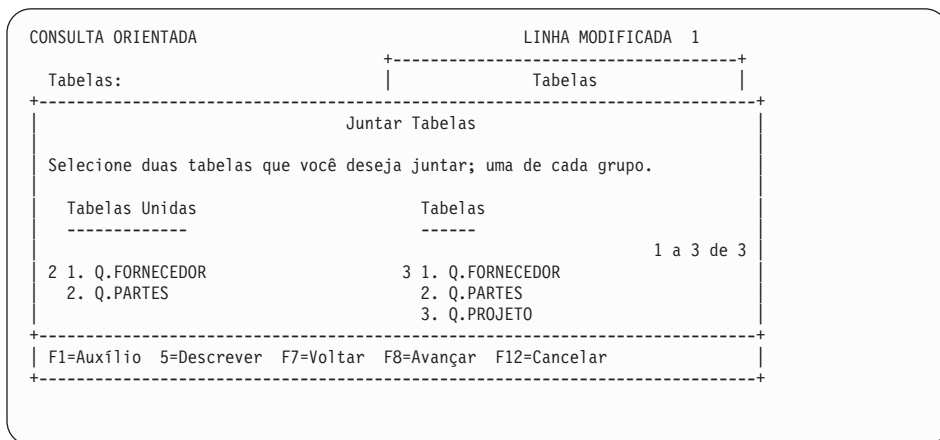 CONSULTA ORIENTADA LINHA MODIFICADA 1
+-------------------------------------+
Tabelas: | Tabelas |
+-----------------------------------------------------------------------------+
| Juntar Tabelas |
| Selecione duas tabelas que você deseja juntar; uma de cada grupo. |
| Tabelas Unidas Tabelas |
| ------------- ------ |
| 1 a 3 de 3 |
| 2 1. Q.FORNECEDOR 3 1. Q.FORNECEDOR |
| 2. Q.PARTES 2. Q.PARTES |
| 3. Q.PROJETO |
+-----------------------------------------------------------------------------+
| F1=Auxílio 5=Descrever F7=Voltar F8=Avançar F12=Cancelar |
+-----------------------------------------------------------------------------+